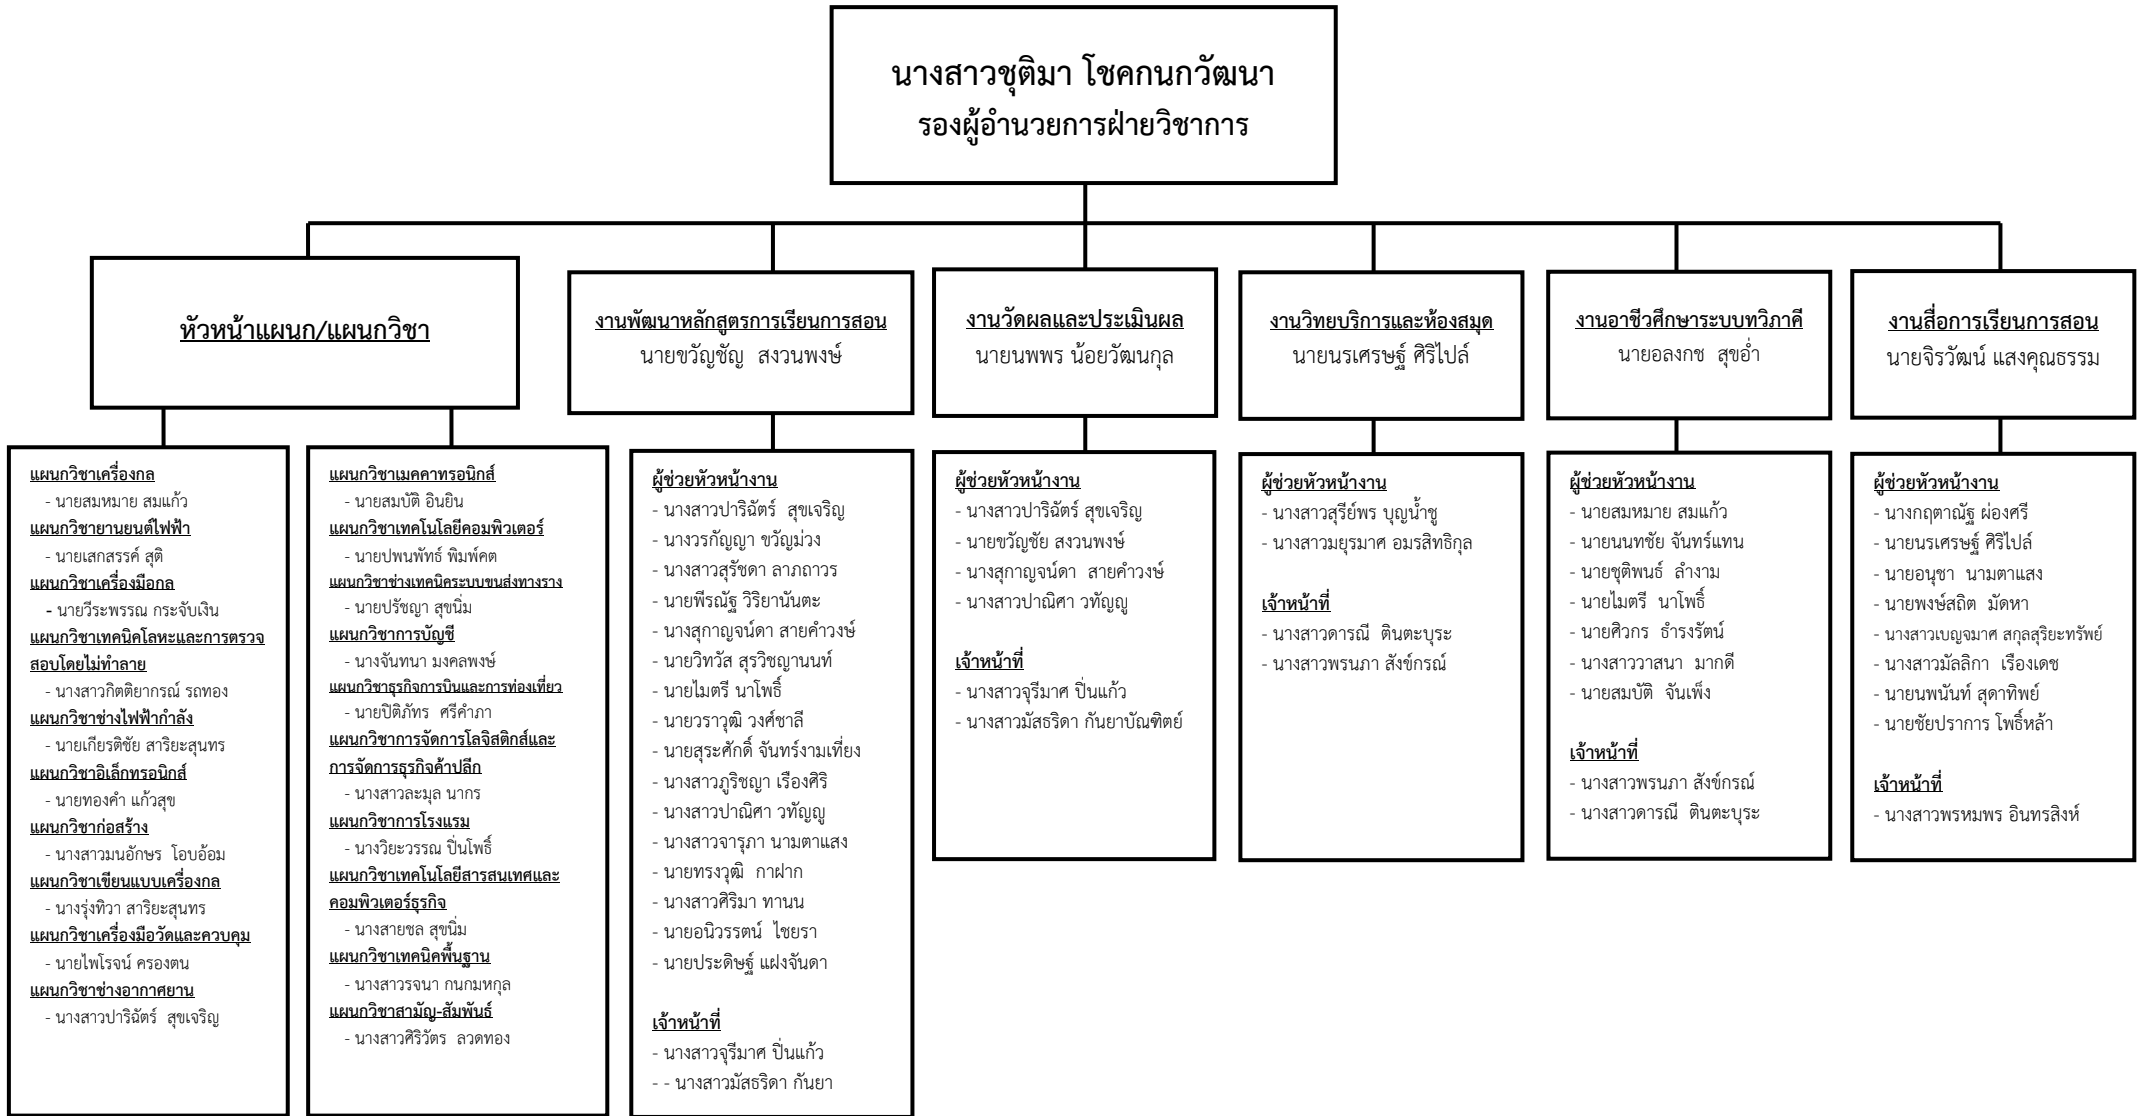 นางสาวชุติมา โชคกนกวัฒนา
รองผู้อำนวยการฝ่ายวิชาการ
หัวหน้าแผนก/แผนกวิชา
งานพัฒนาหลักสูตรการเรียนการสอน
นายขวัญชัญ สงวนพงษ์
งานวัดผลและประเมินผล
นายนพพร น้อยวัฒนกุล
งานวิทยบริการและห้องสมุด
นายนรเศรษฐ์ ศิริไปล์
งานอาชีวศึกษาระบบทวิภาคี
นายอลงกช สุขอ่ำ
งานสื่อการเรียนการสอน
นายจิรวัฒน์ แสงคุณธรรม
แผนกวิชาเครื่องกล
- นายสมหมาย สมแก้ว
แผนกวิชายานยนต์ไฟฟ้า
- นายเสกสรรค์ สุติ
แผนกวิชาเครื่องมือกล
- นายวีระพรรณ กระจับเงิน
แผนกวิชาเทคนิคโลหะและการตรวจ
สอบโดยไม่ทำลาย
- นางสาวกิตติยากรณ์ รถทอง
แผนกวิชาช่างไฟฟ้ากำลัง
- นายเกียรติชัย สาริยะสุนทร
แผนกวิชาอิเล็กทรอนิกส์
- นายทองคำ แก้วสุข
แผนกวิชาก่อสร้าง
- นางสาวมนอักษร โอบอ้อม
แผนกวิชาเขียนแบบเครื่องกล
- นางรุ่งทิวา สาริยะสุนทร
แผนกวิชาเครื่องมือวัดและควบคุม
- นายไพโรจน์ ครองตน
แผนกวิชาช่างอากาศยาน
- นางสาวปาริฉัตร์ สุขเจริญ
แผนกวิชาเมคคาทรอนิกส์
- นายสมบัติ อินยิน
แผนกวิชาเทคโนโลยีคอมพิวเตอร์
- นายปพนพัทธ์ พิมพ์คต
แผนกวิชาช่างเทคนิคระบบขนส่งทางราง
- นายปรัชญา สุขนิ่ม
แผนกวิชาการบัญชี
- นางจันทนา มงคลพงษ์
แผนกวิชาธุรกิจการบินและการท่องเที่ยว
- นายปิติภัทร ศรีคำภา
แผนกวิชาการจัดการโลจิสติกส์และ
การจัดการธุรกิจค้าปลีก
- นางสาวละมุล นากร
แผนกวิชาการโรงแรม
- นางวิยะวรรณ ปิ่นโพธิ์
แผนกวิชาเทคโนโลยีสารสนเทศและ
คอมพิวเตอร์ธุรกิจ
- นางสายชล สุขนิ่ม
แผนกวิชาเทคนิคพื้นฐาน
- นางสาวรจนา กนกมหกุล
แผนกวิชาสามัญ-สัมพันธ์
- นางสาวศิริวัตร ลวดทอง
ผู้ช่วยหัวหน้างาน
- นางสาวปาริฉัตร์ สุขเจริญ
- นางวรกัญญา ขวัญม่วง
- นางสาวสุรัชดา ลาภถาวร
- นายพีรณัฐ วิริยานันตะ
- นางสุกาญจน์ดา สายคำวงษ์
- นายวิทวัส สุรวิชญานนท์
- นายไมตรี นาโพธิ์
- นายวราวุฒิ วงศ์ชาลี
- นายสุระศักดิ์ จันทร์งามเที่ยง
- นางสาวภูริชญา เรืองศิริ
- นางสาวปาณิศา วทัญญู
- นางสาวจารุภา นามตาแสง
- นายทรงวุฒิ กาฝาก
- นางสาวศิริมา ทานน
- นายอนิวรรตน์ ไชยรา
- นายประดิษฐ์ แฝงจันดา
เจ้าหน้าที่
- นางสาวจุรีมาศ ปิ่นแก้ว
- - นางสาวมัสธริดา กันยา
ผู้ช่วยหัวหน้างาน
- นางสาวปาริฉัตร์ สุขเจริญ
- นายขวัญชัย สงวนพงษ์
- นางสุกาญจน์ดา สายคำวงษ์
- นางสาวปาณิศา วทัญญู
เจ้าหน้าที่
- นางสาวจุรีมาศ ปิ่นแก้ว
- นางสาวมัสธริดา กันยาบัณฑิตย์
ผู้ช่วยหัวหน้างาน
- นางสาวสุรีย์พร บุญน้ำชู
- นางสาวมยุรมาศ อมรสิทธิกุล
เจ้าหน้าที่
- นางสาวดารณี ตินตะบุระ
- นางสาวพรนภา สังข์กรณ์
ผู้ช่วยหัวหน้างาน
- นายสมหมาย สมแก้ว
- นายนนทชัย จันทร์แทน
- นายชุติพนธ์ ลำงาม
- นายไมตรี นาโพธิ์
- นายศิวกร ธำรงรัตน์
- นางสาววาสนา มากดี
- นายสมบัติ จันเพ็ง
เจ้าหน้าที่
- นางสาวพรนภา สังข์กรณ์
- นางสาวดารณี ตินตะบุระ
ผู้ช่วยหัวหน้างาน
- นางกฤตาณัฐ ผ่องศรี
- นายนรเศรษฐ์ ศิริไปล์
- นายอนุชา นามตาแสง
- นายพงษ์สถิต มัดหา
- นางสาวเบญจมาศ สกุลสุริยะทรัพย์
- นางสาวมัลลิกา เรืองเดช
- นายนพนันท์ สุดาทิพย์
- นายชัยปราการ โพธิ์หล้า
เจ้าหน้าที่
- นางสาวพรหมพร อินทรสิงห์